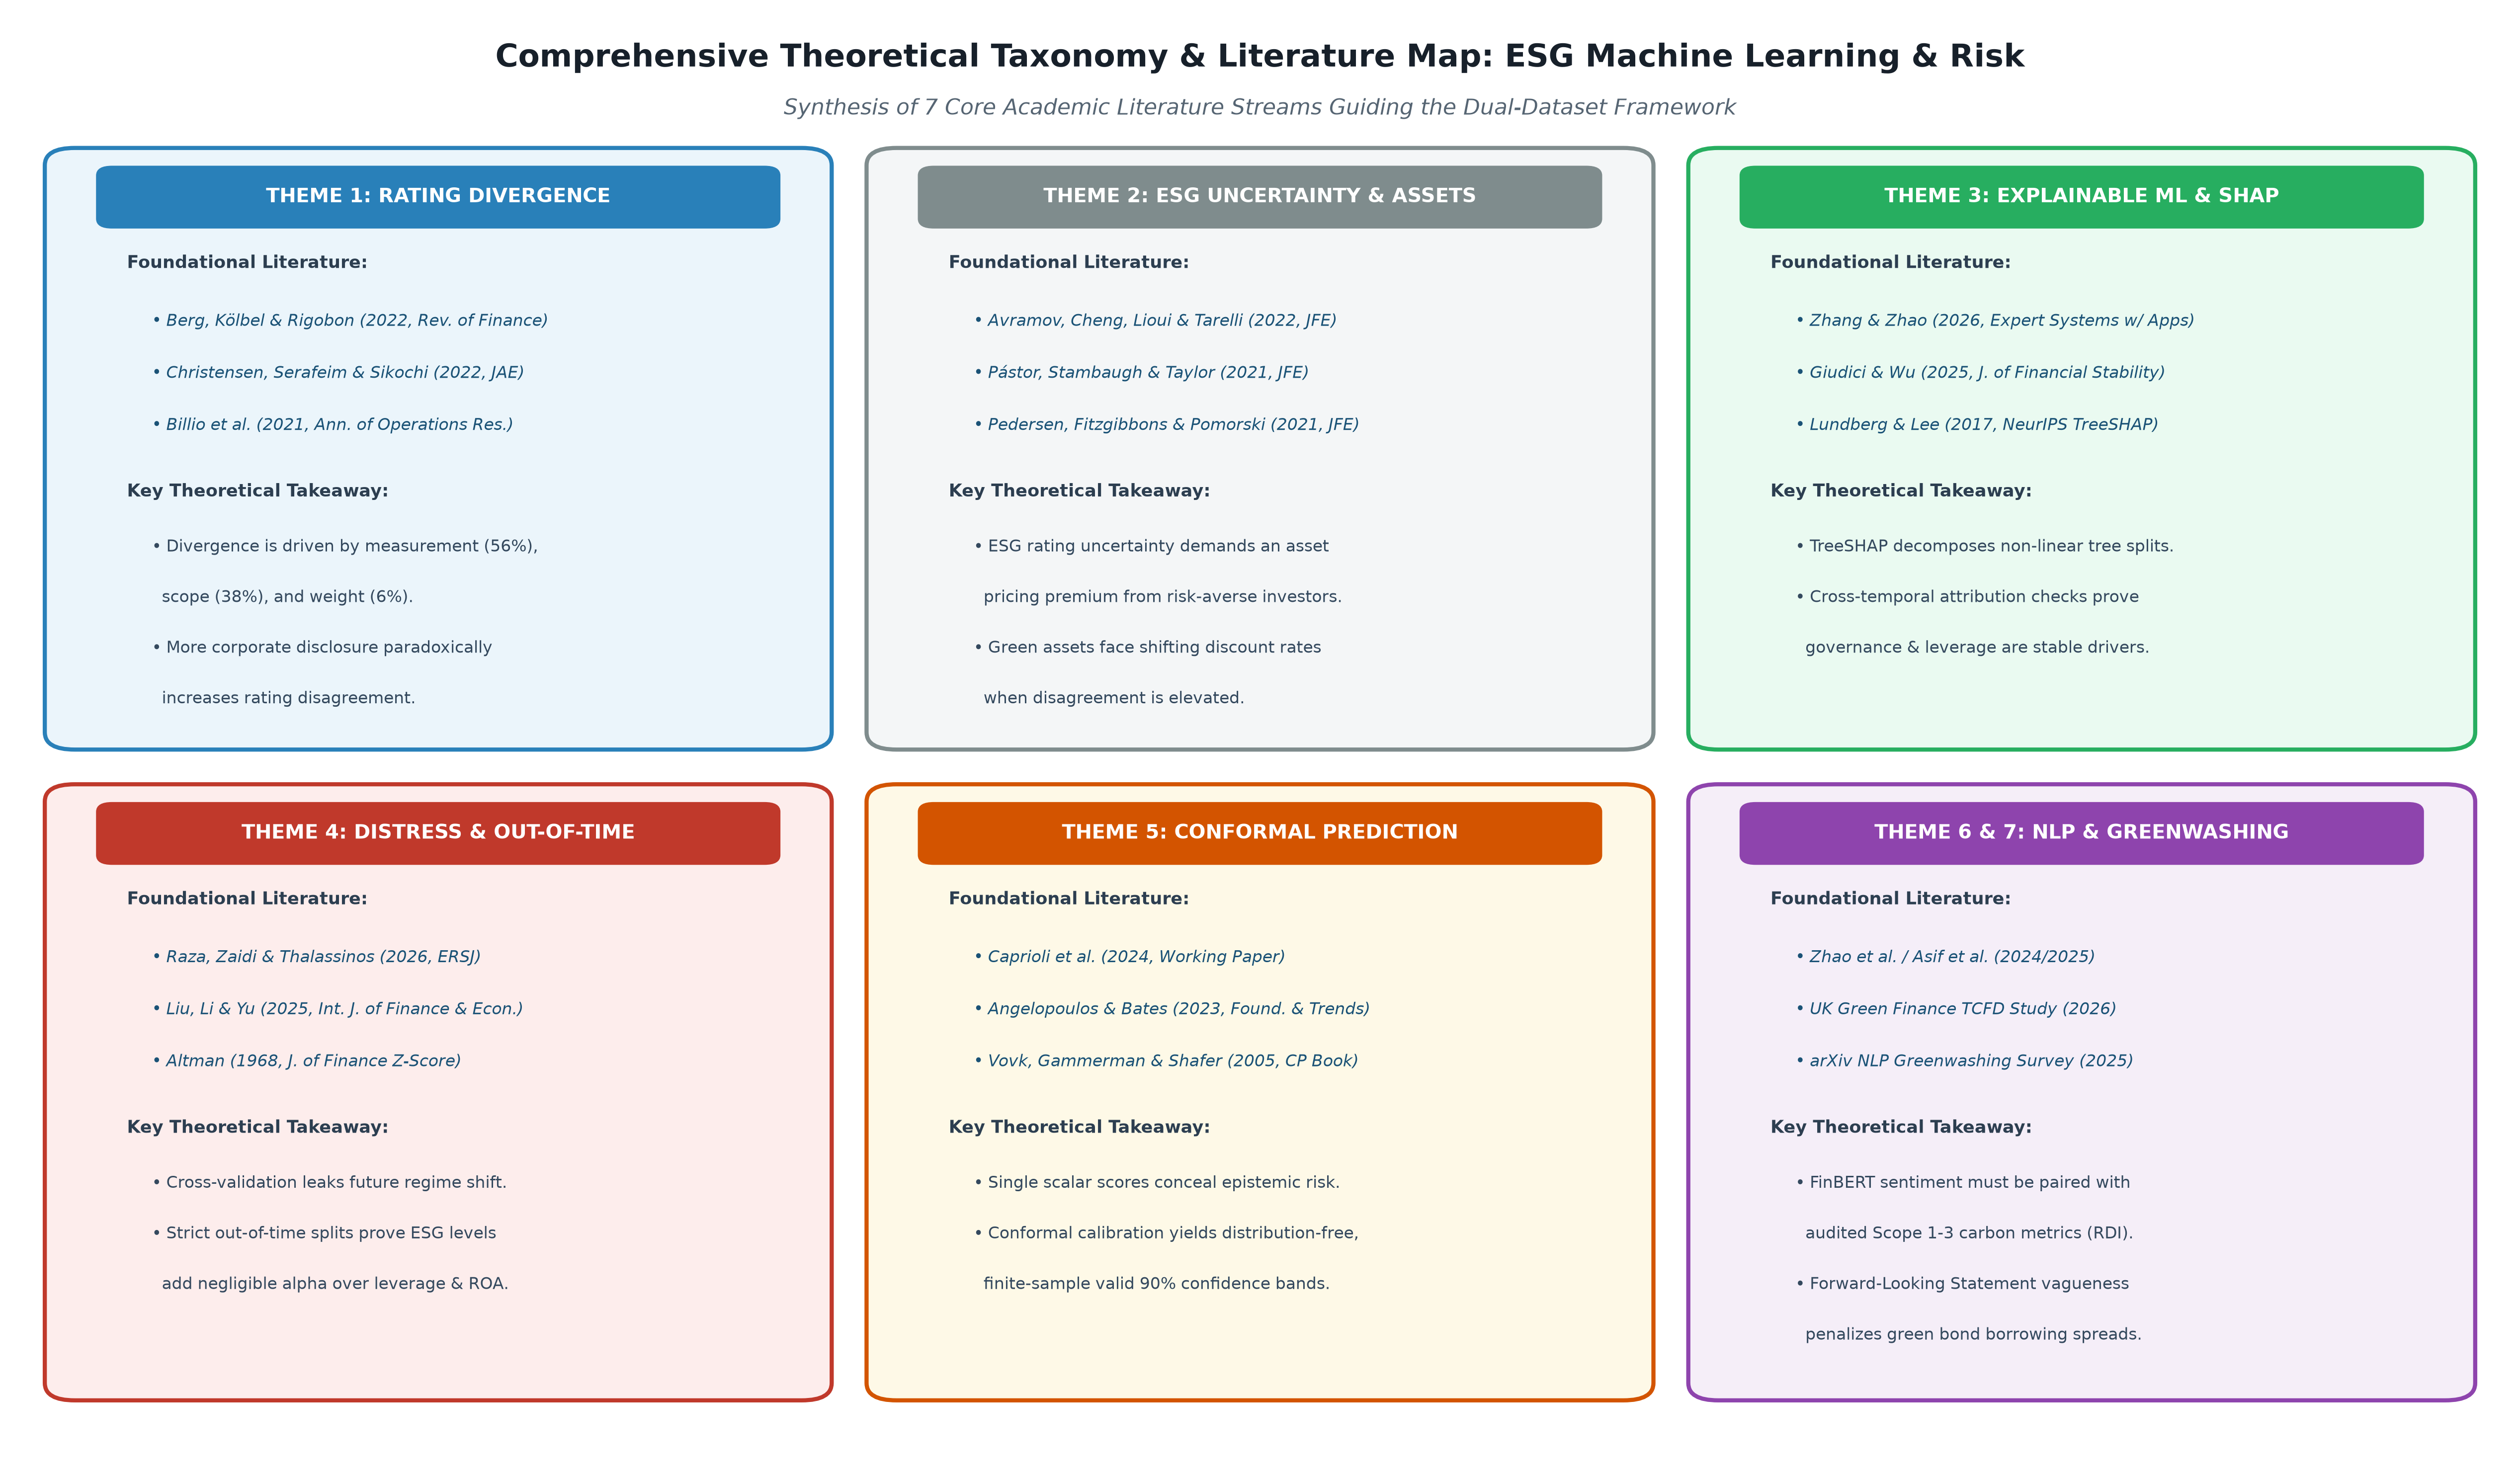 Comprehensive Theoretical Taxonomy & Literature Map: ESG Machine Learning & Risk
Synthesis of 7 Core Academic Literature Streams Guiding the Dual-Dataset Framework
THEME 1: RATING DIVERGENCE
Foundational Literature:
• Berg, Kölbel & Rigobon (2022, Rev. of Finance)
• Christensen, Serafeim & Sikochi (2022, JAE)
• Billio et al. (2021, Ann. of Operations Res.)
Key Theoretical Takeaway:
• Divergence is driven by measurement (56%),
scope (38%), and weight (6%).
• More corporate disclosure paradoxically
increases rating disagreement.
THEME 2: ESG UNCERTAINTY & ASSETS
Foundational Literature:
• Avramov, Cheng, Lioui & Tarelli (2022, JFE)
• Pástor, Stambaugh & Taylor (2021, JFE)
• Pedersen, Fitzgibbons & Pomorski (2021, JFE)
Key Theoretical Takeaway:
• ESG rating uncertainty demands an asset
pricing premium from risk-averse investors.
• Green assets face shifting discount rates
when disagreement is elevated.
THEME 3: EXPLAINABLE ML & SHAP
Foundational Literature:
• Zhang & Zhao (2026, Expert Systems w/ Apps)
• Giudici & Wu (2025, J. of Financial Stability)
• Lundberg & Lee (2017, NeurIPS TreeSHAP)
Key Theoretical Takeaway:
• TreeSHAP decomposes non-linear tree splits.
• Cross-temporal attribution checks prove
governance & leverage are stable drivers.
THEME 4: DISTRESS & OUT-OF-TIME
Foundational Literature:
• Raza, Zaidi & Thalassinos (2026, ERSJ)
• Liu, Li & Yu (2025, Int. J. of Finance & Econ.)
• Altman (1968, J. of Finance Z-Score)
Key Theoretical Takeaway:
• Cross-validation leaks future regime shift.
• Strict out-of-time splits prove ESG levels
add negligible alpha over leverage & ROA.
THEME 5: CONFORMAL PREDICTION
Foundational Literature:
• Caprioli et al. (2024, Working Paper)
• Angelopoulos & Bates (2023, Found. & Trends)
• Vovk, Gammerman & Shafer (2005, CP Book)
Key Theoretical Takeaway:
• Single scalar scores conceal epistemic risk.
• Conformal calibration yields distribution-free,
finite-sample valid 90% confidence bands.
THEME 6 & 7: NLP & GREENWASHING
Foundational Literature:
• Zhao et al. / Asif et al. (2024/2025)
• UK Green Finance TCFD Study (2026)
• arXiv NLP Greenwashing Survey (2025)
Key Theoretical Takeaway:
• FinBERT sentiment must be paired with
audited Scope 1-3 carbon metrics (RDI).
• Forward-Looking Statement vagueness
penalizes green bond borrowing spreads.